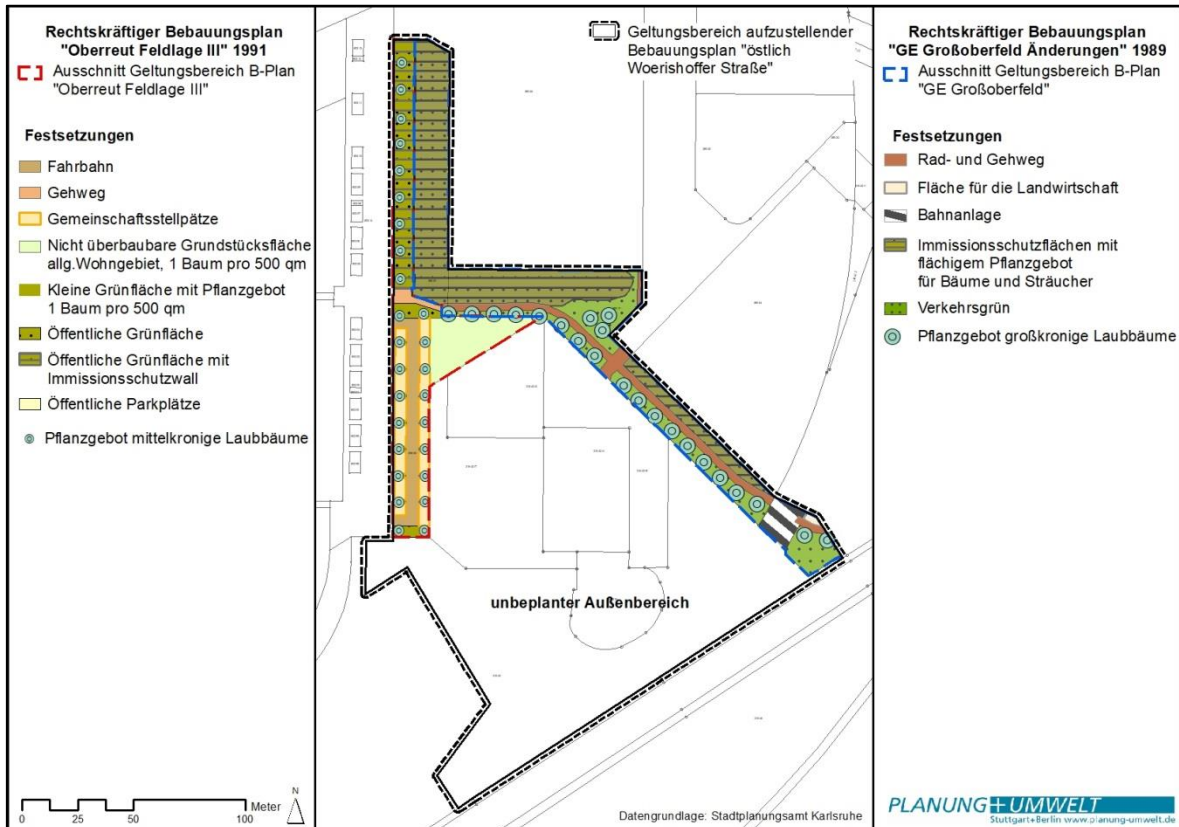 Rechtskräftiger Bebauungsplan
"Oberreut Feldlage III" 1991
Ausschnitt Geltungsbereich B-Plan
"Oberreut Feldlage III"
Festsetzungen
Fahrbahn
Gehweg
Gemeinschaftsstellpätze
Nicht überbaubare Grundstücksfläche
allg.Wohngebiet, 1 Baum pro 500 qm
Kleine Grünfläche mit Pflanzgebot
1 Baum pro 500 qm
Öffentliche Grünfläche
Öffentliche Grünfläche mit
Immissionsschutzwall
Öffentliche Parkplätze
Pflanzgebot mittelkronige Laubbäume
0 25 50 100
Meter
N
Geltungsbereich aufzustellender
Bebauungsplan "östlich
Woerishoffer Straße"
unbeplanter Außenbereich
Datengrundlage: Stadtplanungsamt Karlsruhe
Rechtskräftiger Bebauungsplan
"GE Großoberfeld Änderungen" 1989
Ausschnitt Geltungsbereich B-Plan
"GE Großoberfeld"
Festsetzungen
Rad- und Gehweg
Fläche für die Landwirtschaft
Bahnanlage
Immissionsschutzflächen mit
flächigem Pflanzgebot
für Bäume und Sträucher
Verkehrsgrün
Pflanzgebot großkronige Laubbäume
PLANUNG+UMWELT
Stuttgart+Berlin www.planung-umwelt.de